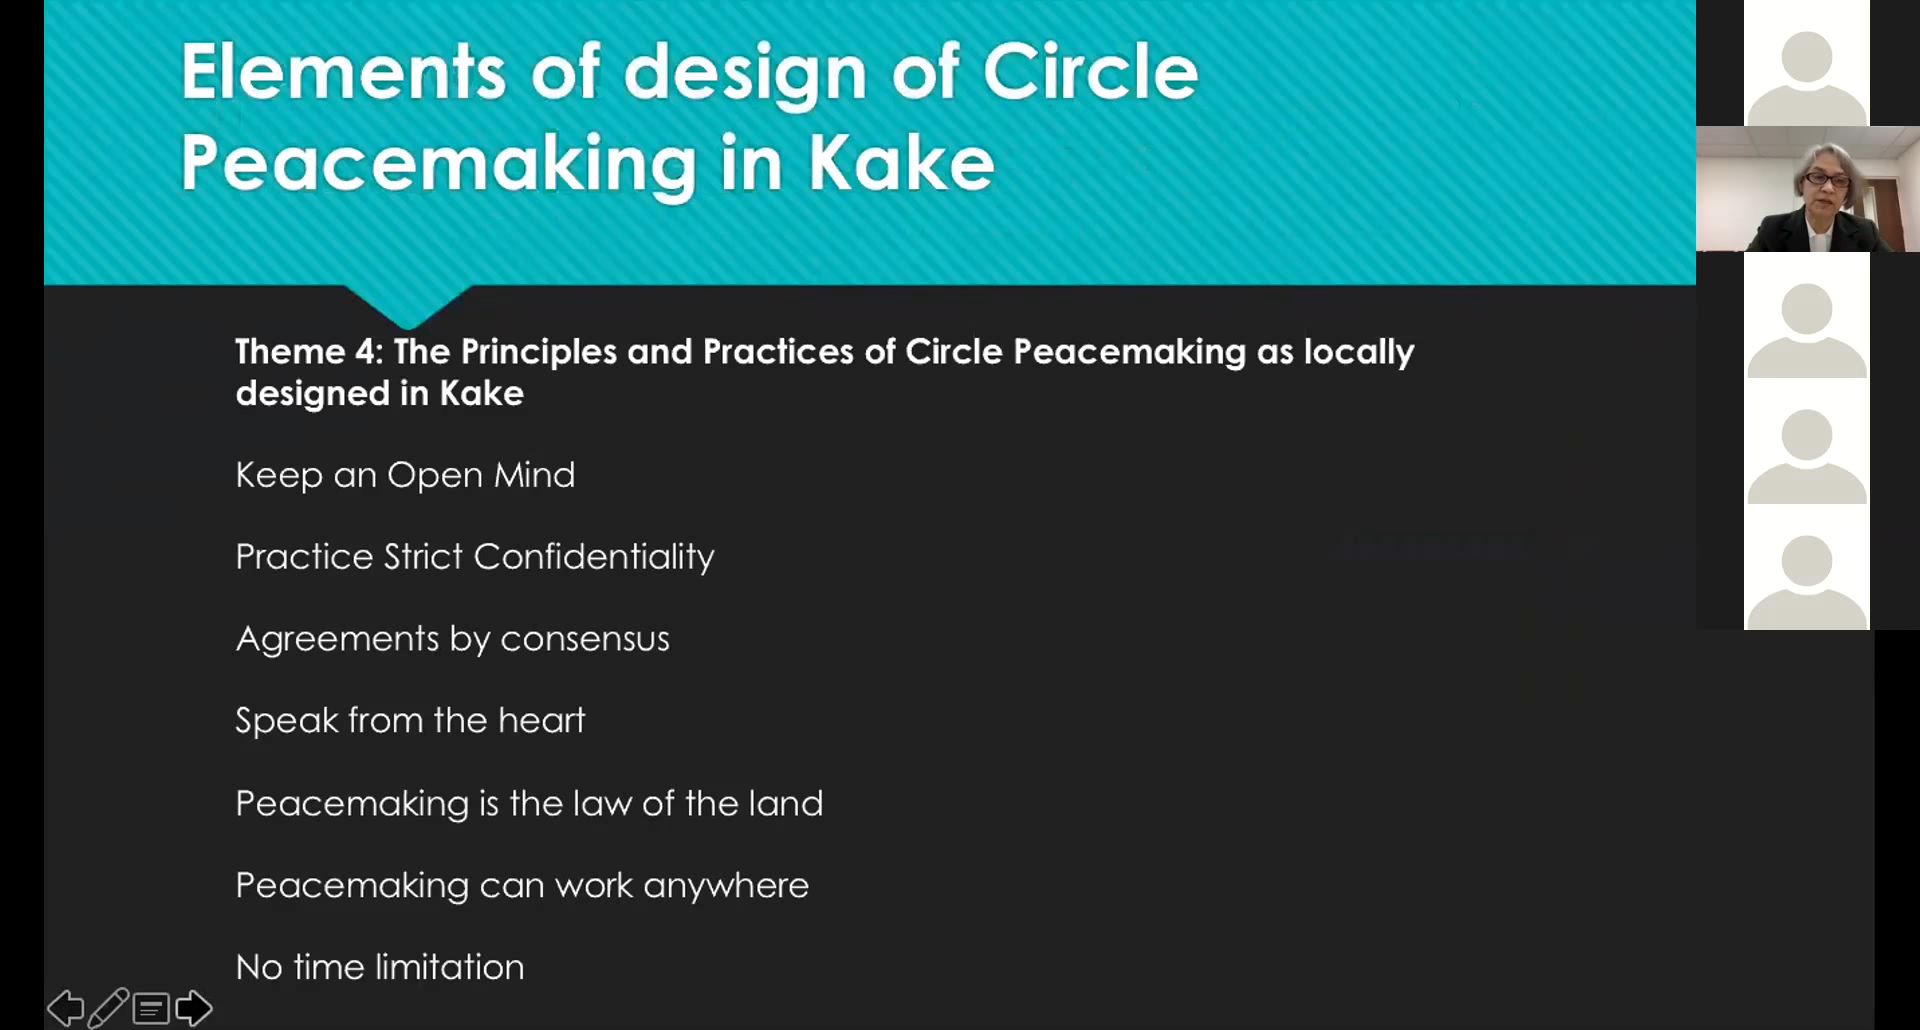 Elements of design of Circle
Peacemaking in Kake
Theme 4: The Principles and Practices of Circle Peacemaking as locally
designed in Kake
Keep an Open Mind
Practice Strict Confidentiality
Agreements by consensus
Speak from the heart
Peacemaking is the law of the land
Peacemaking can work anywhere
No time limitation